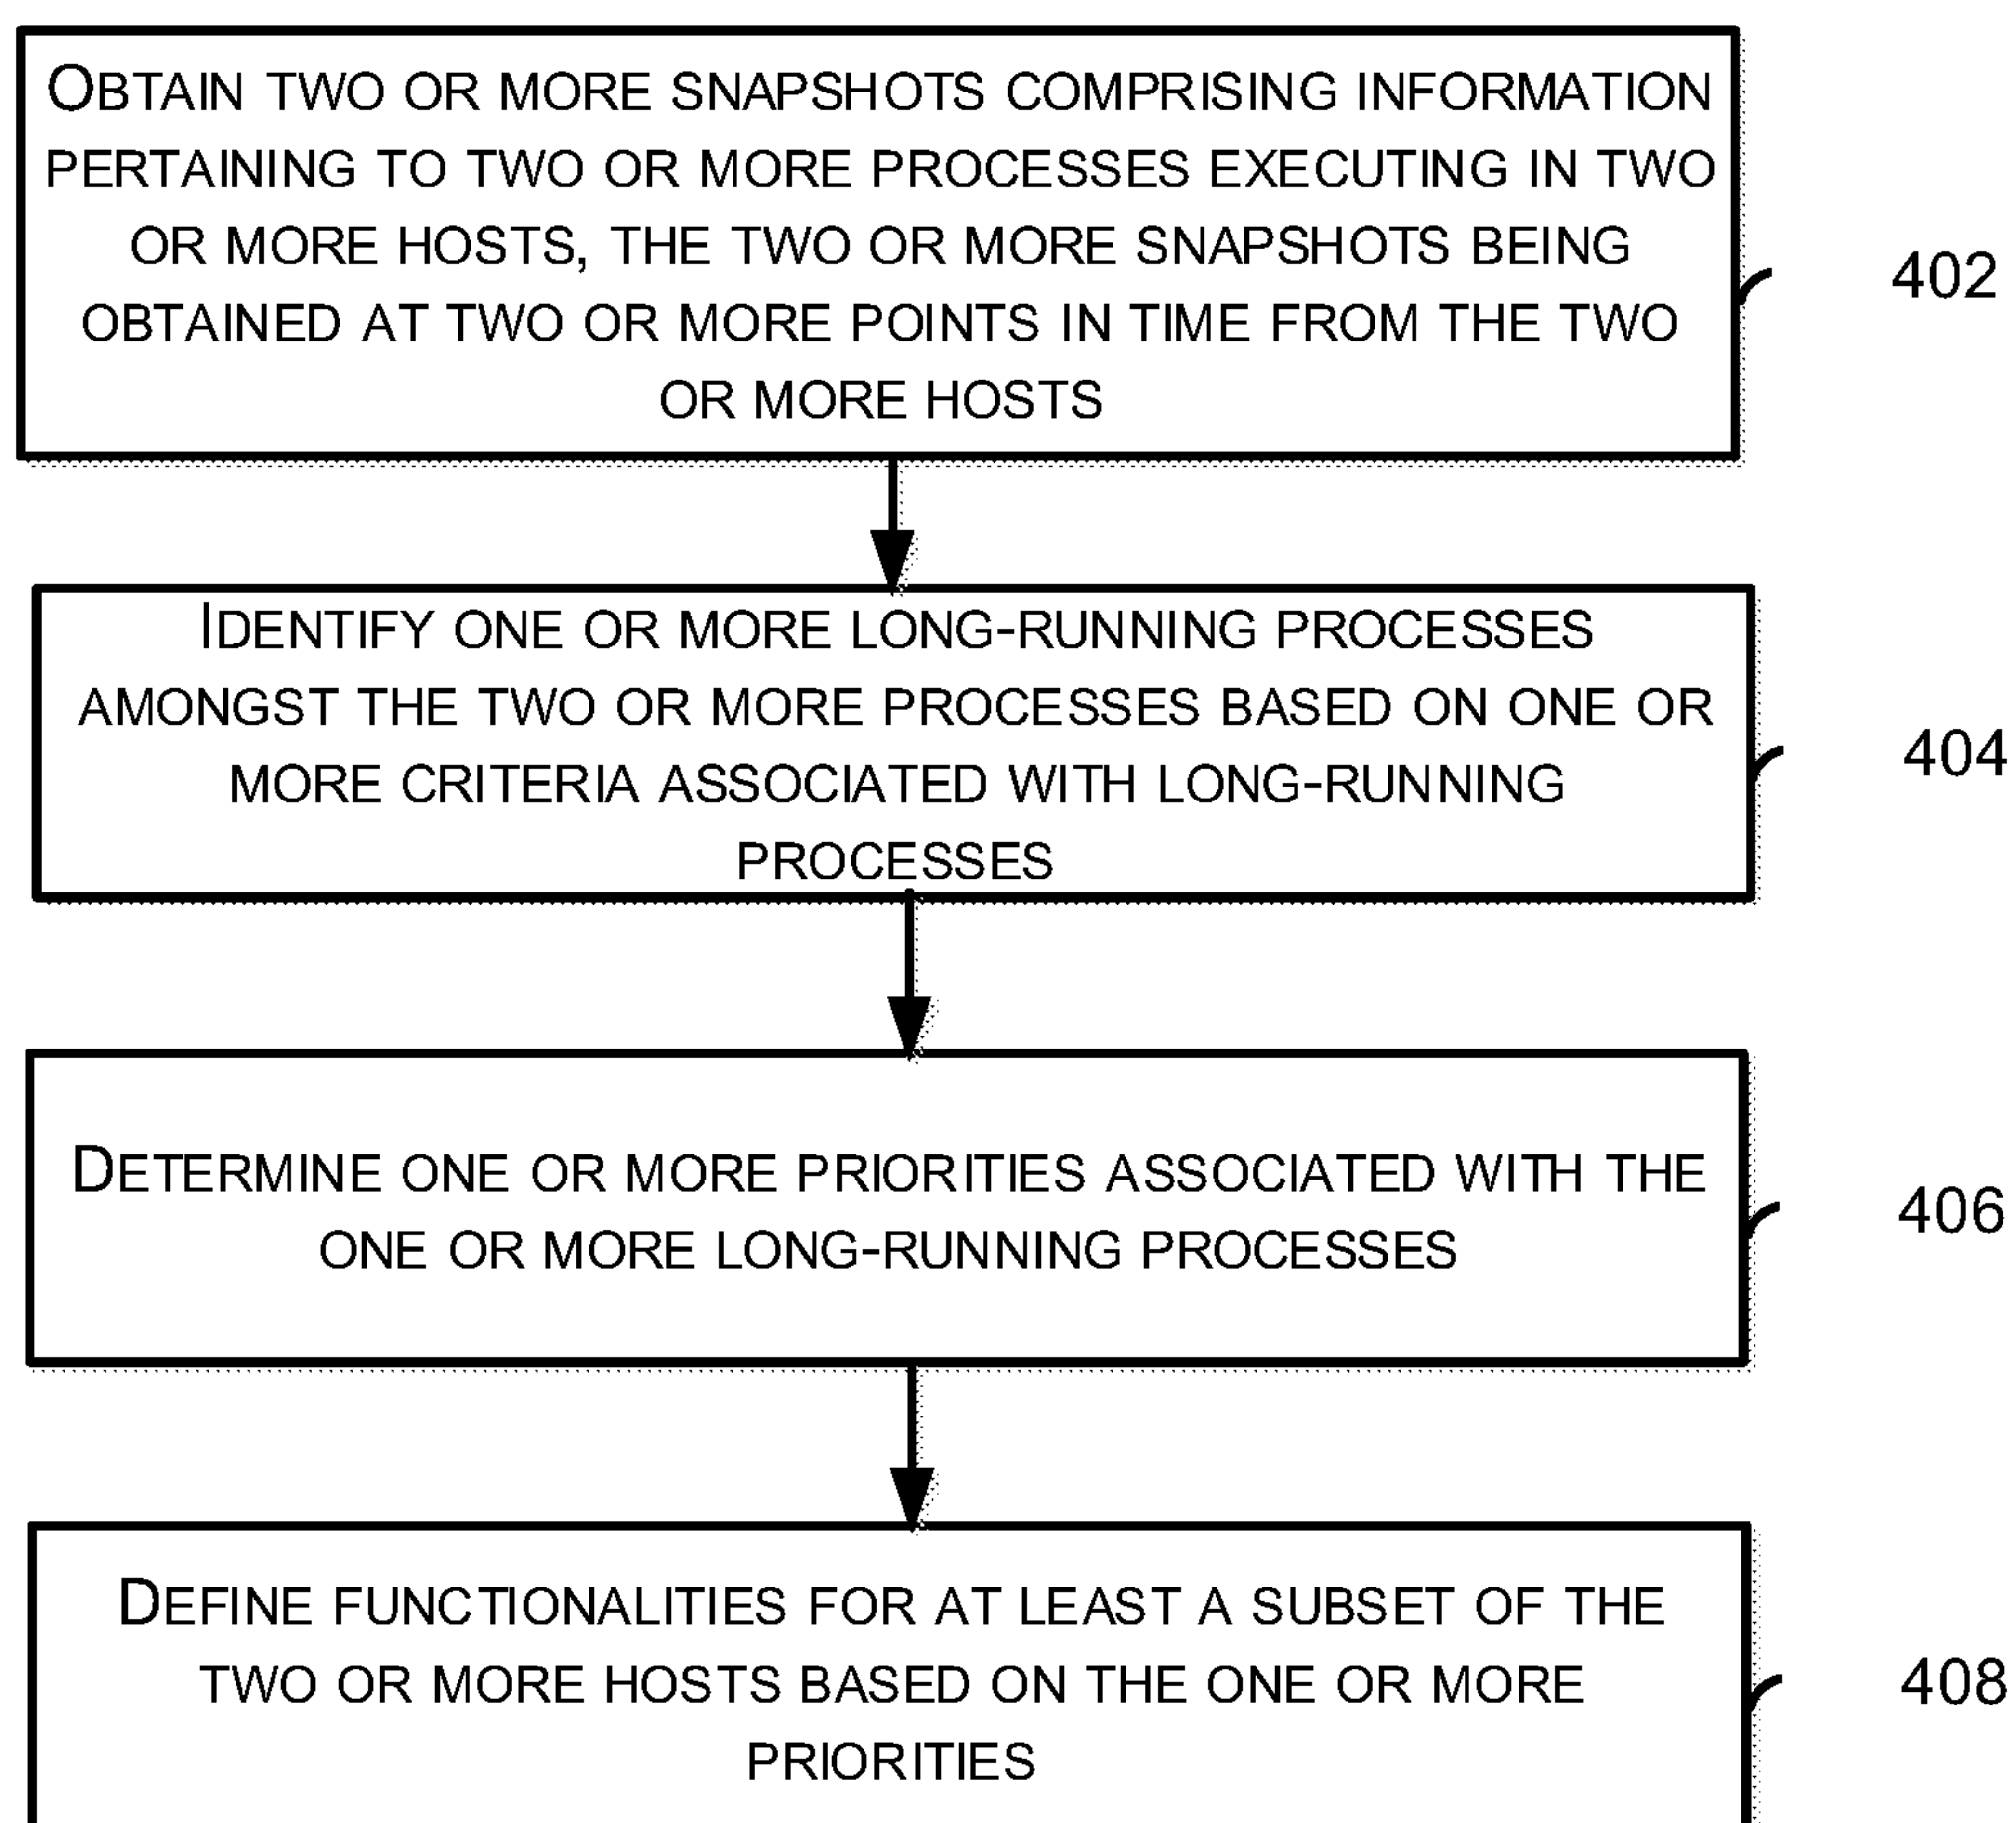 OBTAIN TWO OR MORE SNAPSHOTS COMPRISING INFORMATION
PERTAINING TO TWO OR MORE PROCESSES EXECUTING IN TWO
OR MORE HOSTS, THE TWO OR MORE SNAPSHOTS BEING
OBTAINED AT TWO OR MORE POINTS IN TIME FROM THE TWO
OR MORE HOSTS
402
IDENTIFY ONE OR MORE LONG-RUNNING PROCESSES
AMONGST THE TWO OR MORE PROCESSES BASED ON ONE OR
MORE CRITERIA ASSOCIATED WITH LONG-RUNNING
PROCESSES
404
DETERMINE ONE OR MORE PRIORITIES ASSOCIATED WITH THE
ONE OR MORE LONG-RUNNING PROCESSES
406
DEFINE FUNCTIONALITIES FOR AT LEAST A SUBSET OF THE
TWO OR MORE HOSTS BASED ON THE ONE OR MORE
PRIORITIES
408